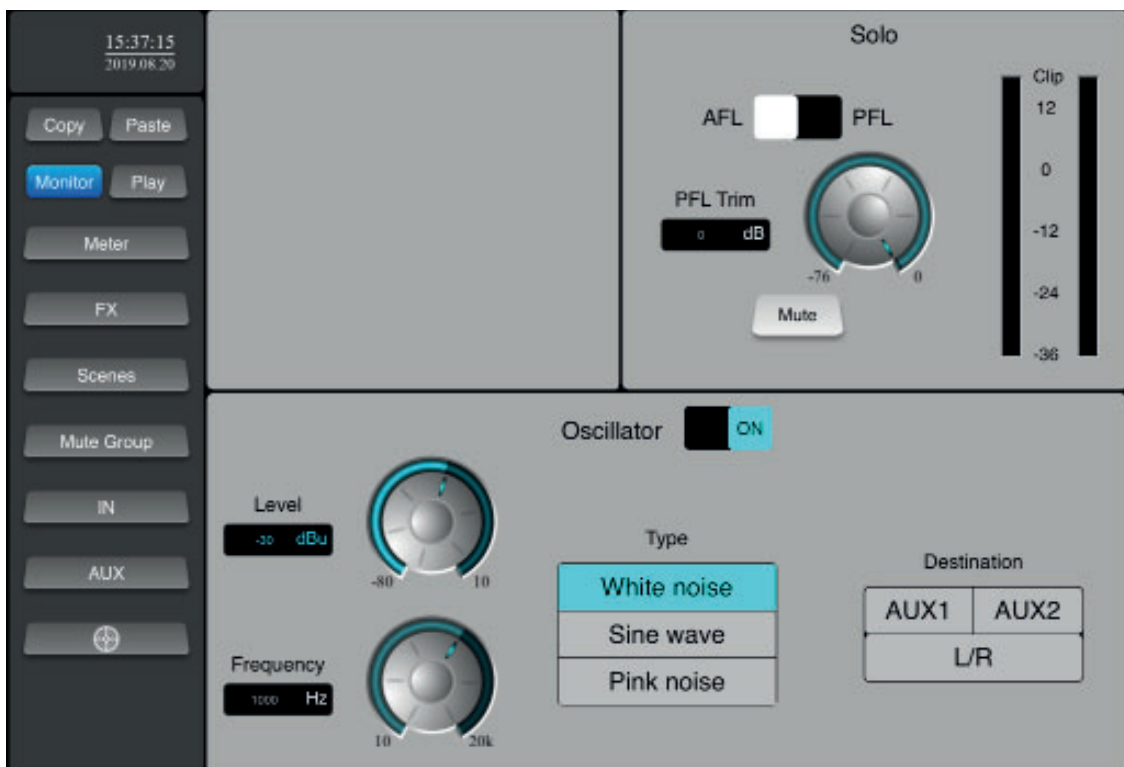 15:37:15
2019.08.20
Copy Paste
Monitor Play
Meter
FX
Scenes
Mute Group
IN
AUX
Solo
AFL PFL
PFL Trim
0 dB
-76 0
Mute
Clip
12
0
-12
-24
-36
Oscillator ON
Level
-30 dBu
-80 10
Frequency
1000 Hz
10 20k
Type
White noise
Sine wave
Pink noise
Destination
AUX1 AUX2
L/R